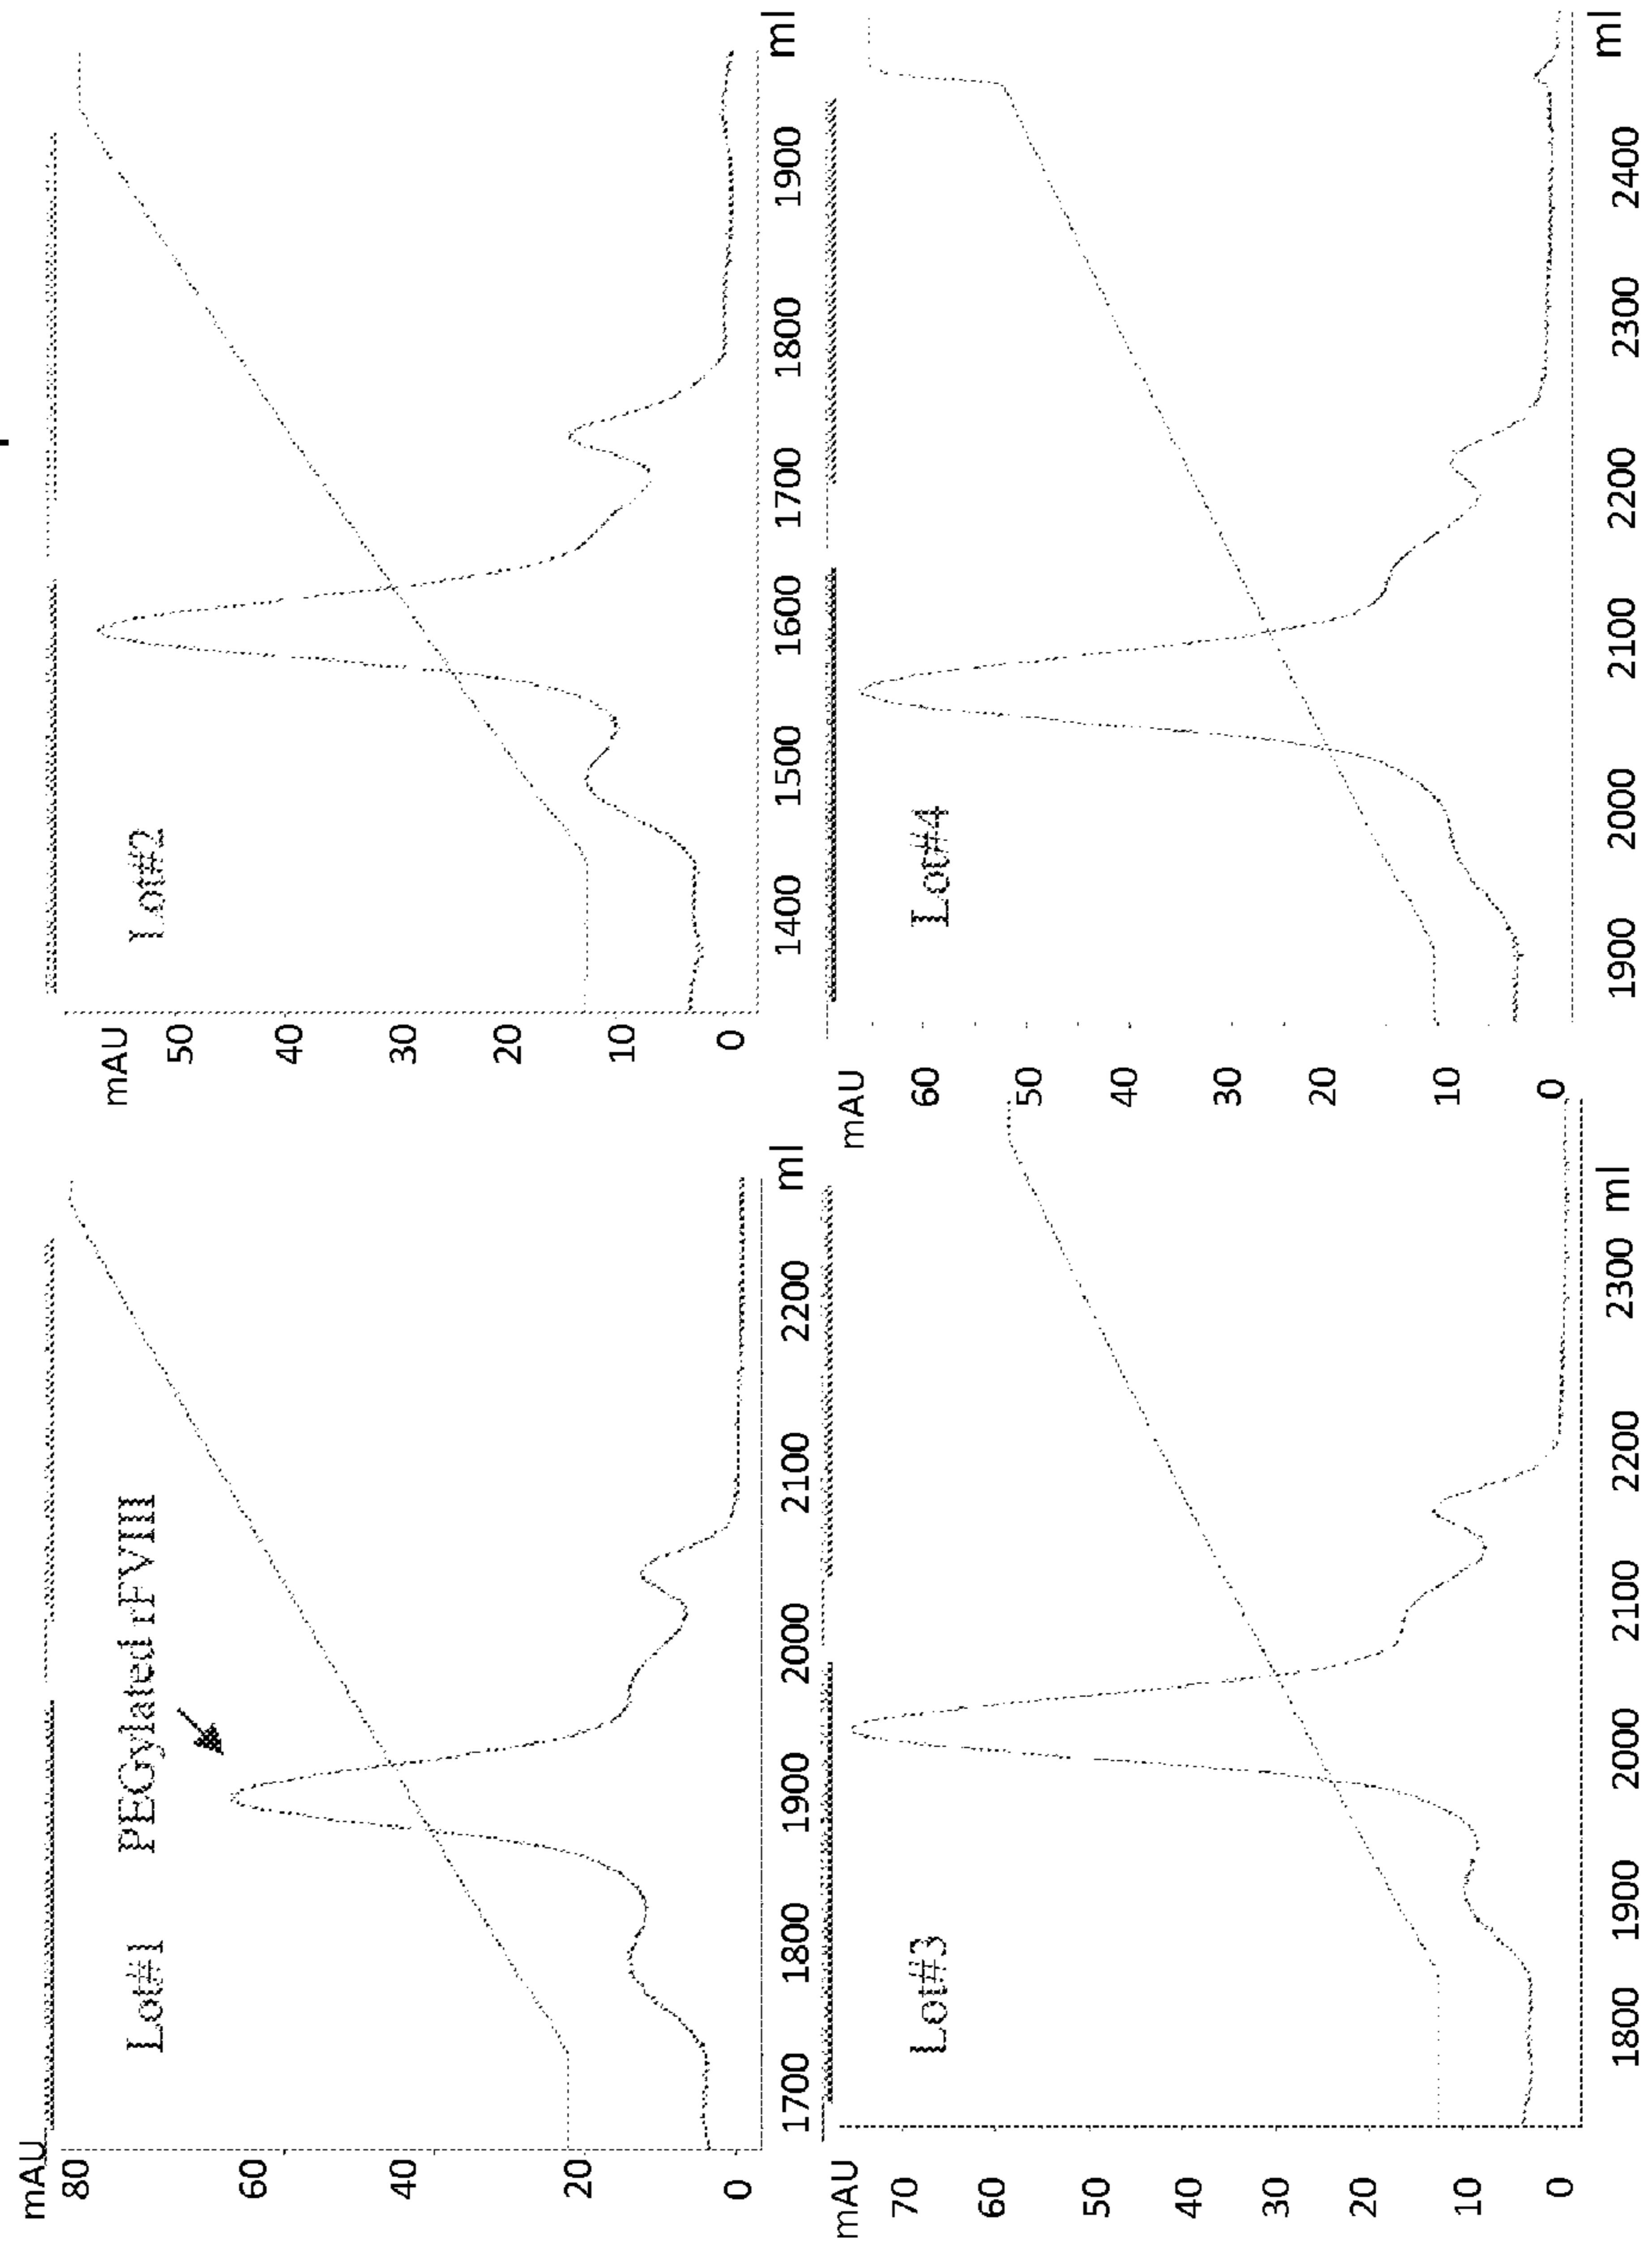 Lot#1 PEGylated rFVIII
mAU
80
60
40
20
0
1700 1800 1900 2000 2100 2200 ml
Lot#2
mAU
50
40
30
20
10
0
1400 1500 1600 1700 1800 1900 ml
Lot#3
mAU
70
60
50
40
30
20
10
0
1800 1900 2000 2100 2200 2300 ml
Lot#4
mAU
60
50
40
30
20
10
0
1900 2000 2100 2200 2300 2400 ml